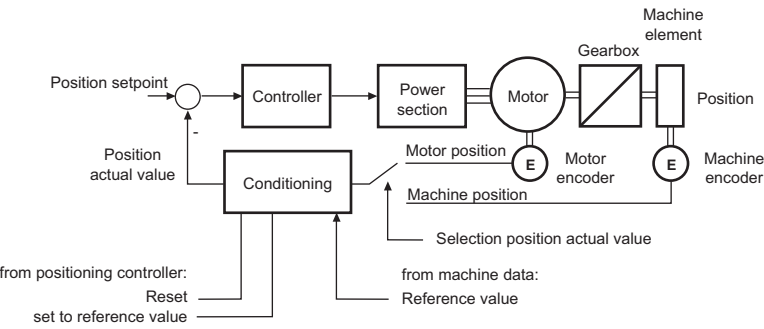 Machine
element
Gearbox
Position setpoint
Controller
Power
section
Motor
Position
-
Position
actual value
Conditioning
Motor position
E
Motor
encoder
E
Machine
encoder
Machine position
Selection position actual value
from positioning controller:
Reset
set to reference value
from machine data:
Reference value